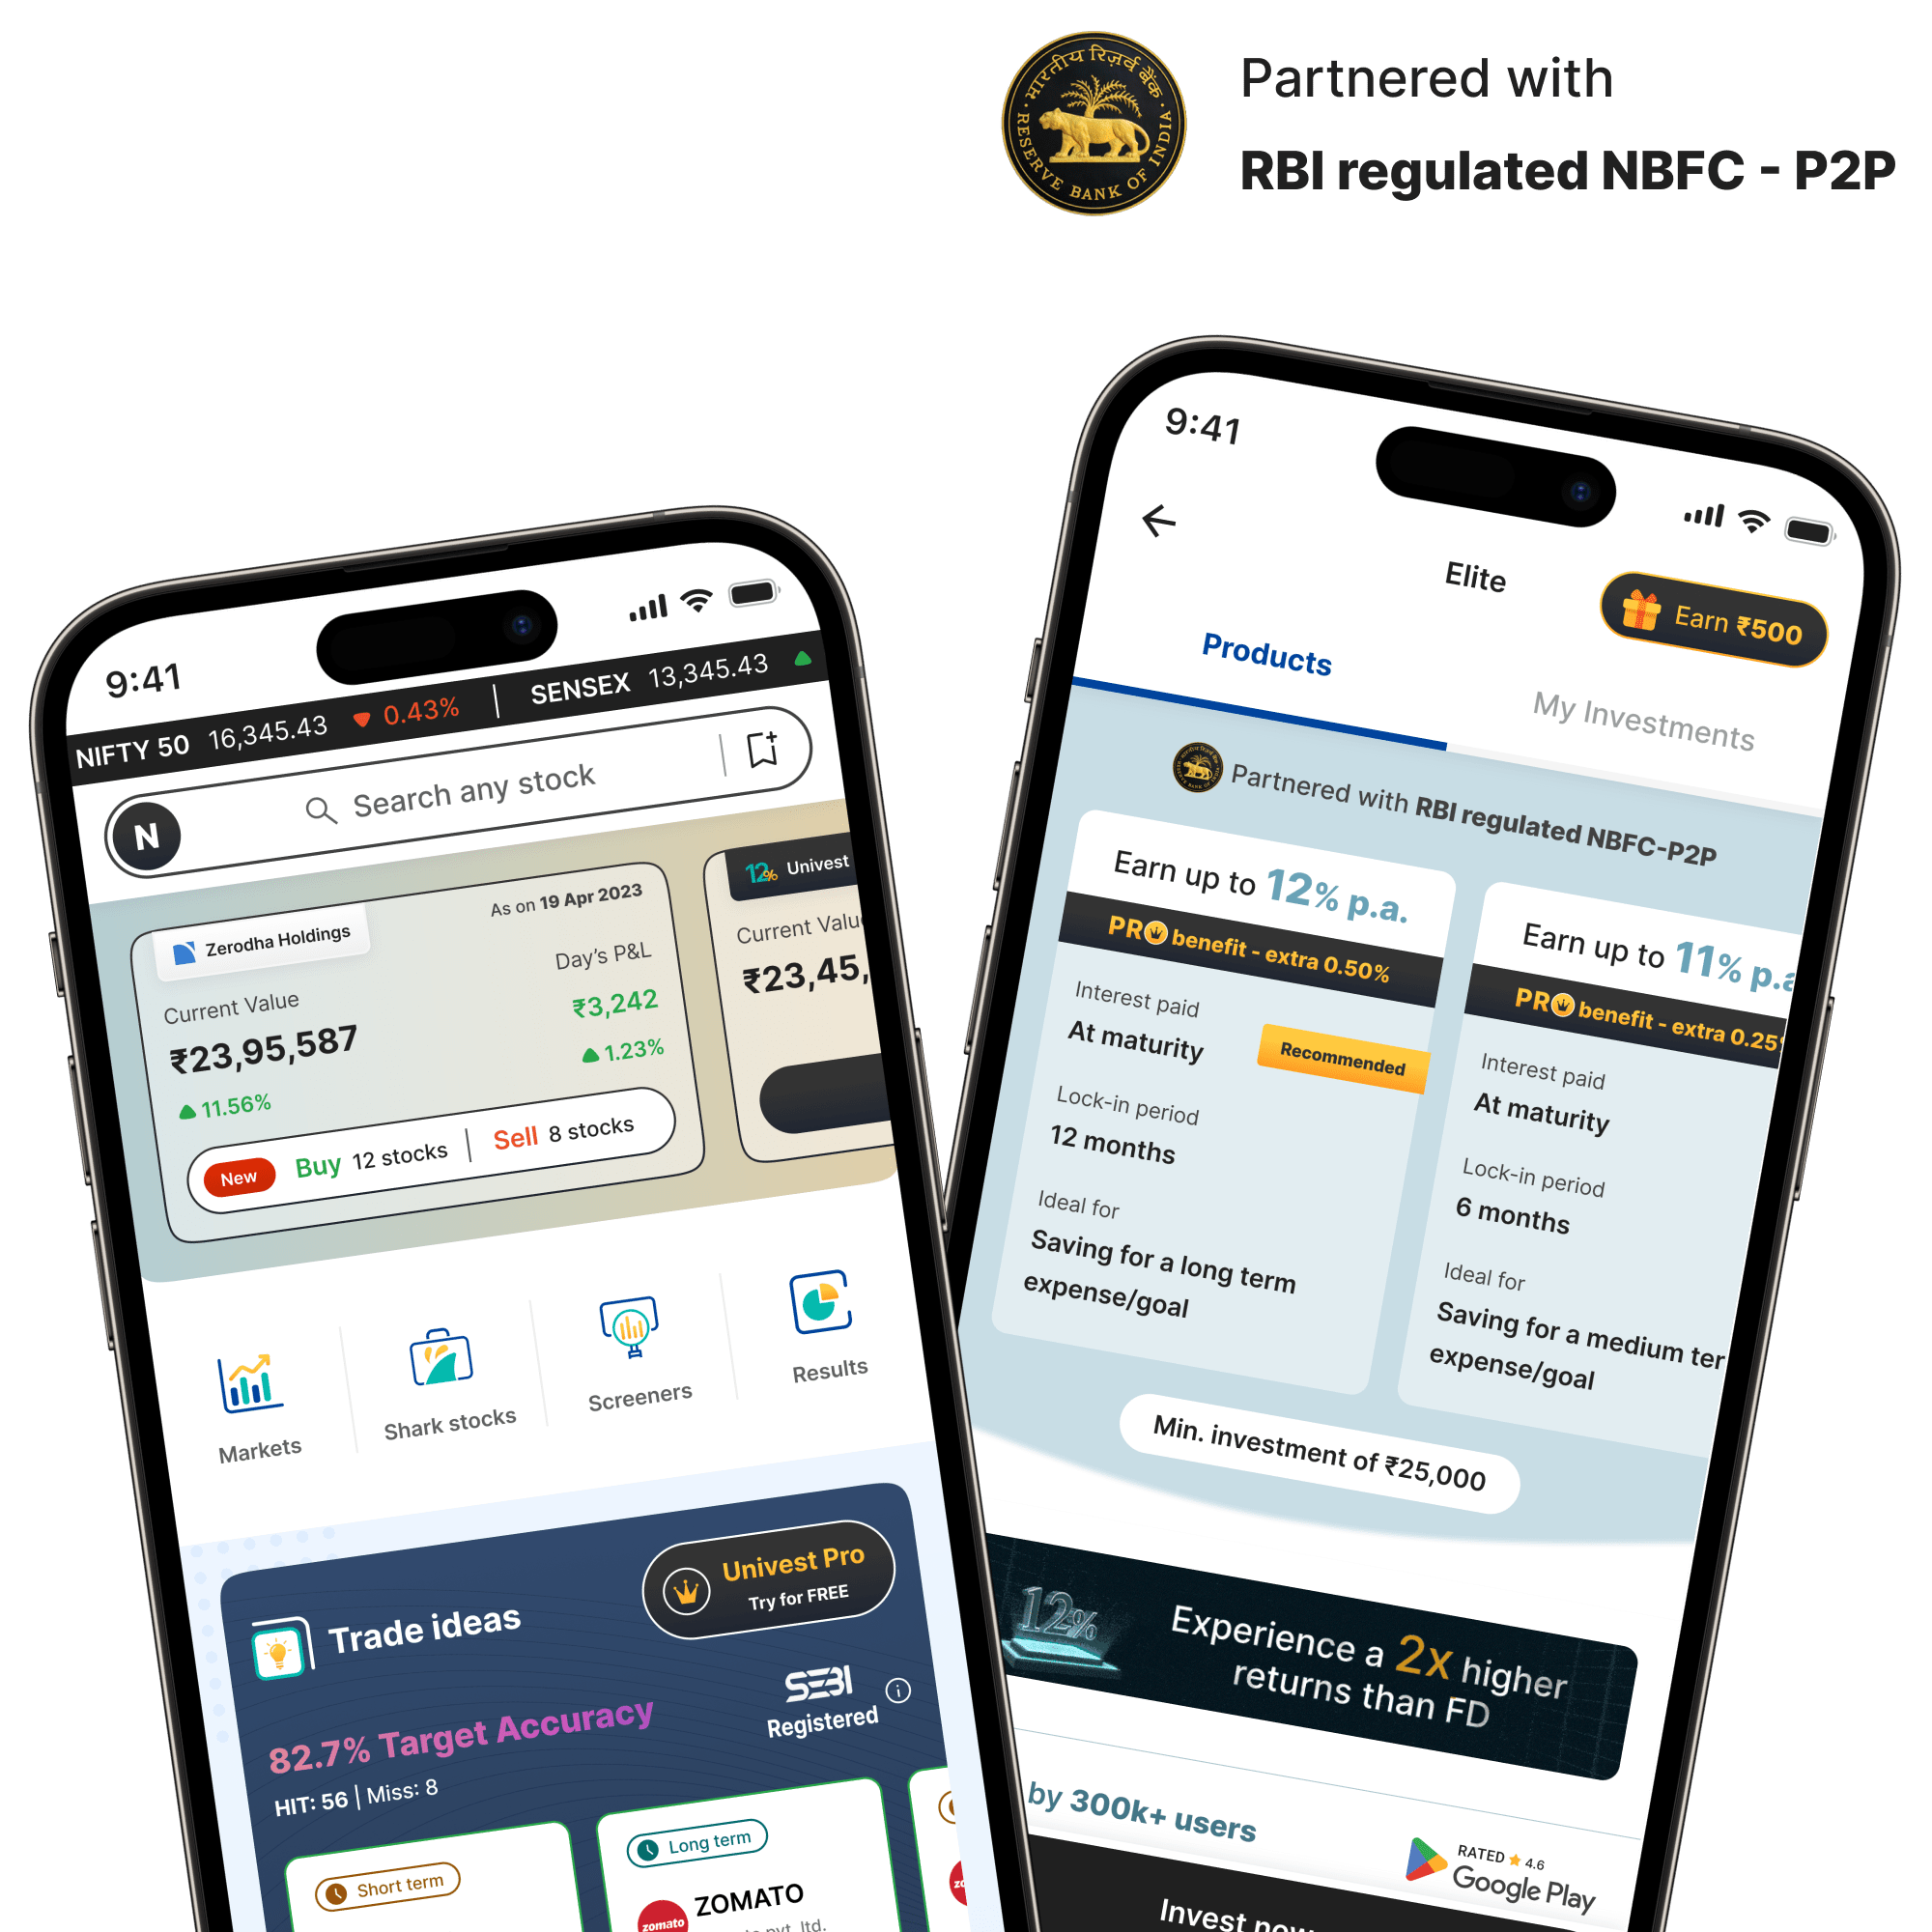 भारतीय रिज़र्व बैंक
RESERVE BANK OF INDIA
Partnered with
RBI regulated NBFC - P2P
9:41
NIFTY 50 16,345.43 0.43% | SENSEX 13,345.43
N
Search any stock
Zerodha Holdings
As on 19 Apr 2023
Current Value
Day's P&L
₹23,95,587
₹3,242
11.56%
1.23%
New Buy 12 stocks | Sell 8 stocks
12% Univest
Current Valu
₹23,45,
Markets
Shark stocks
Screeners
Results
Trade ideas
Univest Pro
Try for FREE
82.7% Target Accuracy
HIT: 56 | Miss: 8
SEBI
Registered
Short term
Long term
zomato
ZOMATO
pvt. ltd.
zo
9:41
Elite
Earn ₹500
Products
My Investments
Partnered with RBI regulated NBFC-P2P
Earn up to 12% p.a.
PRO benefit - extra 0.50%
Interest paid
At maturity
Recommended
Lock-in period
12 months
Ideal for
Saving for a long term
expense/goal
Earn up to 11% p.a
PRO benefit - extra 0.25%
Interest paid
At maturity
Lock-in period
6 months
Ideal for
Saving for a medium ter
expense/goal
Min. investment of ₹25,000
12%
Experience a 2x higher
returns than FD
by 300k+ users
RATED 4.6
Google Play
Invest now